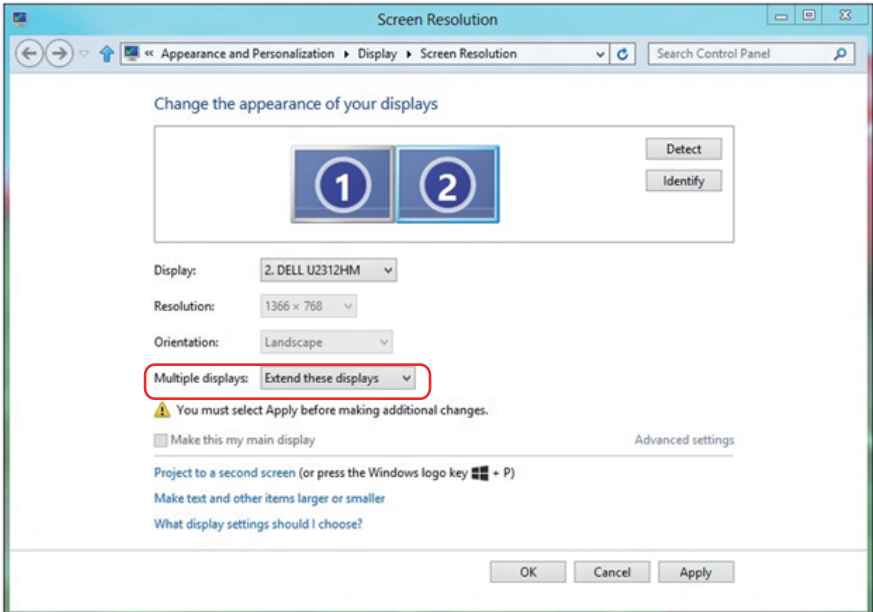 Screen Resolution
« Appearance and Personalization Display Screen Resolution Search Control Panel
Change the appearance of your displays
1 2
Detect
Identify
Display: 2. DELL U2312HM
Resolution: 1366 × 768
Orientation: Landscape
Multiple displays: Extend these displays
You must select Apply before making additional changes.
Make this my main display Advanced settings
Project to a second screen (or press the Windows logo key + P)
Make text and other items larger or smaller
What display settings should I choose?
OK Cancel Apply